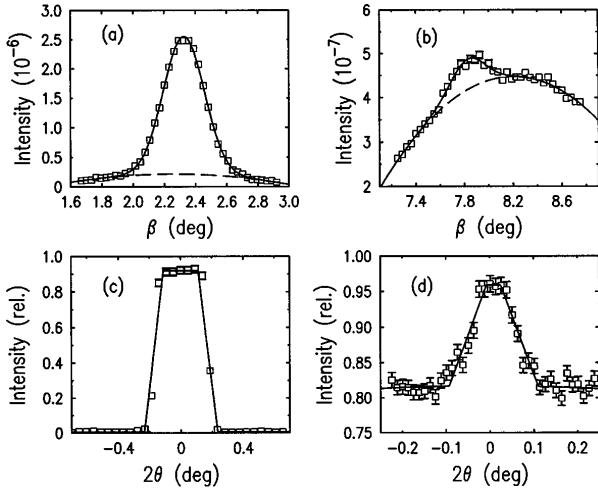 (a)
Intensity (10⁻⁶)
3.0
2.5
2.0
1.5
1.0
0.5
0
1.6 1.8 2.0 2.2 2.4 2.6 2.8 3.0
β (deg)
(b)
Intensity (10⁻⁷)
6
5
4
3
2
7.4 7.8 8.2 8.6
β (deg)
(c)
Intensity (rel.)
1.0
0.8
0.6
0.4
0.2
0
−0.4 0 0.4
2θ (deg)
(d)
Intensity (rel.)
1.00
0.95
0.90
0.85
0.80
0.75
−0.2 −0.1 0 0.1 0.2
2θ (deg)